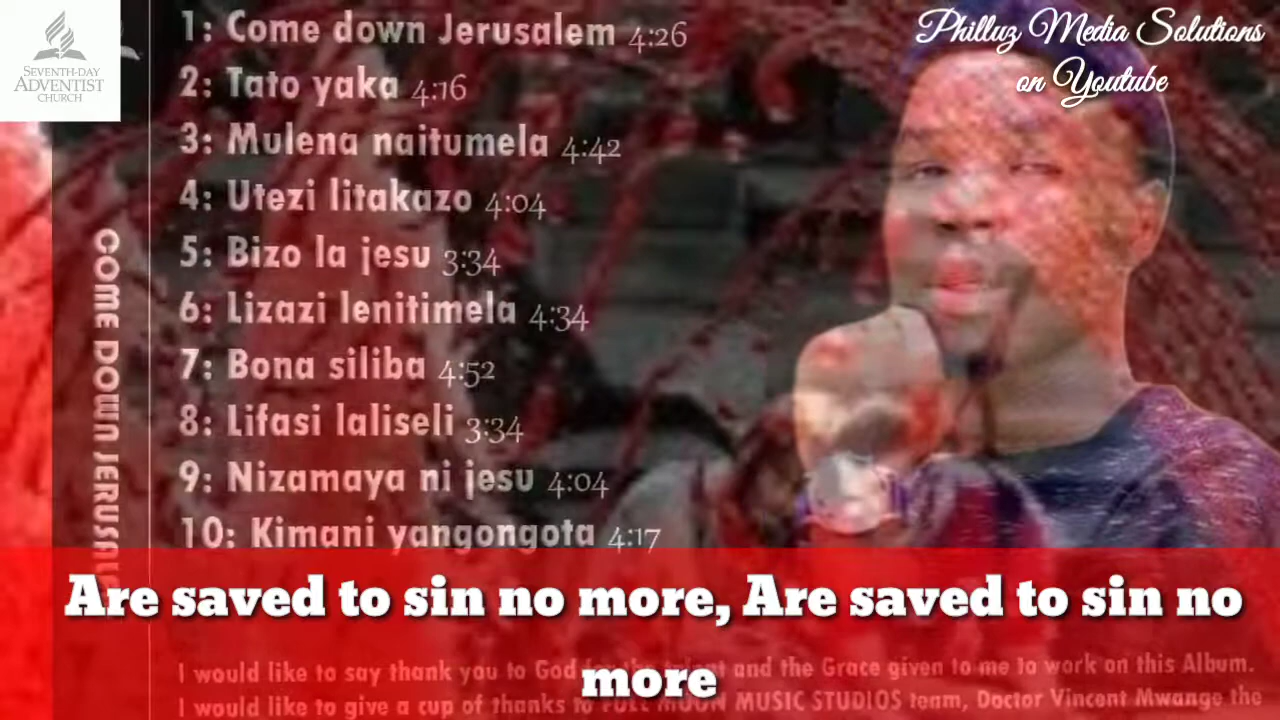 SEVENTH-DAY
ADVENTIST
CHURCH
Philluz Media Solutions
on Youtube
COME DOWN JERUSALE
1: Come down Jerusalem 4:26
2: Tato yaka 4:16
3: Mulena naitumela 4:42
4: Utezi litakazo 4:04
5: Bizo la jesu 3:34
6: Lizazi lenitimela 4:34
7: Bona siliba 4:52
8: Lifasi laliseli 3:34
9: Nizamaya ni jesu 4:04
10: Kimani yangongota 4:17
Are saved to sin no more, Are saved to sin no
more
I would like to say thank you to God and the Grace given to me to work on this Album.
I would like to give a cup of thanks to FULL MOON MUSIC STUDIOS team, Doctor Vincent Mwange the